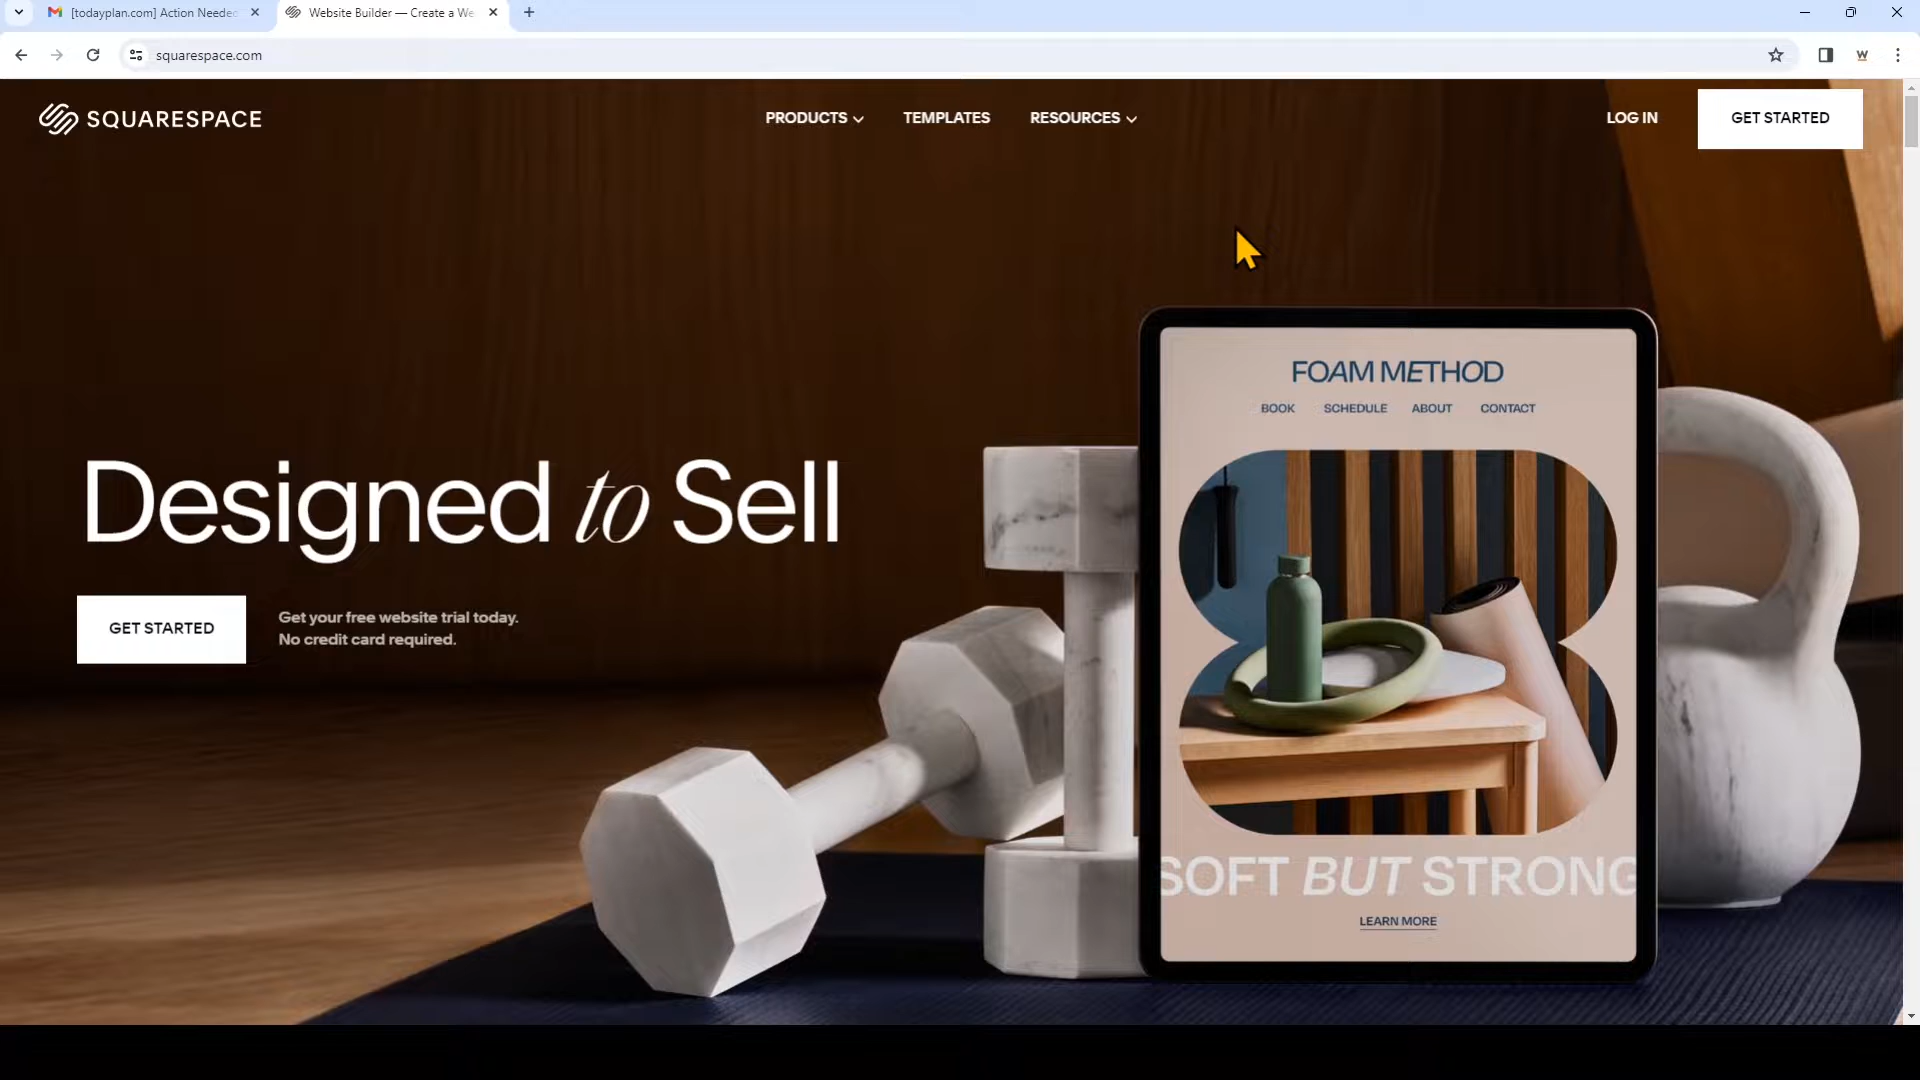 [todayplan.com] Action Needed
Website Builder — Create a We
squarespace.com
W
SQUARESPACE
PRODUCTS
TEMPLATES
RESOURCES
LOG IN
GET STARTED
FOAM METHOD
BOOK SCHEDULE ABOUT CONTACT
Designed to Sell
GET STARTED
Get your free website trial today.
No credit card required.
SOFT BUT STRONG
LEARN MORE